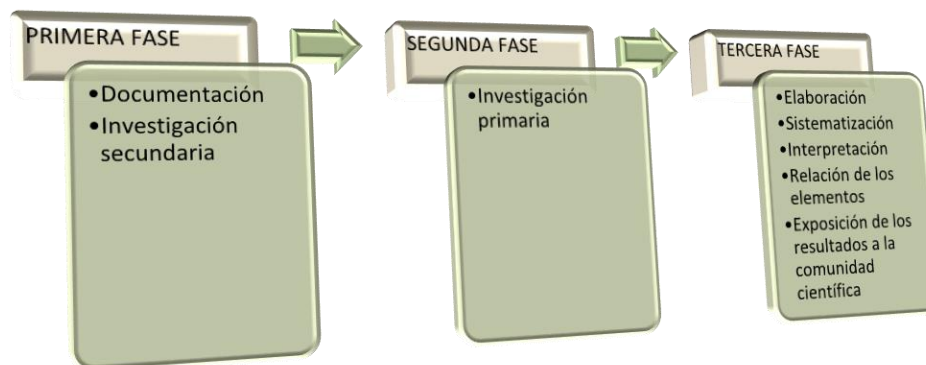 PRIMERA FASE
•Documentación
•Investigación
secundaria
SEGUNDA FASE
•Investigación
primaria
TERCERA FASE
•Elaboración
•Sistematización
•Interpretación
•Relación de los
elementos
•Exposición de los
resultados a la
comunidad
científica